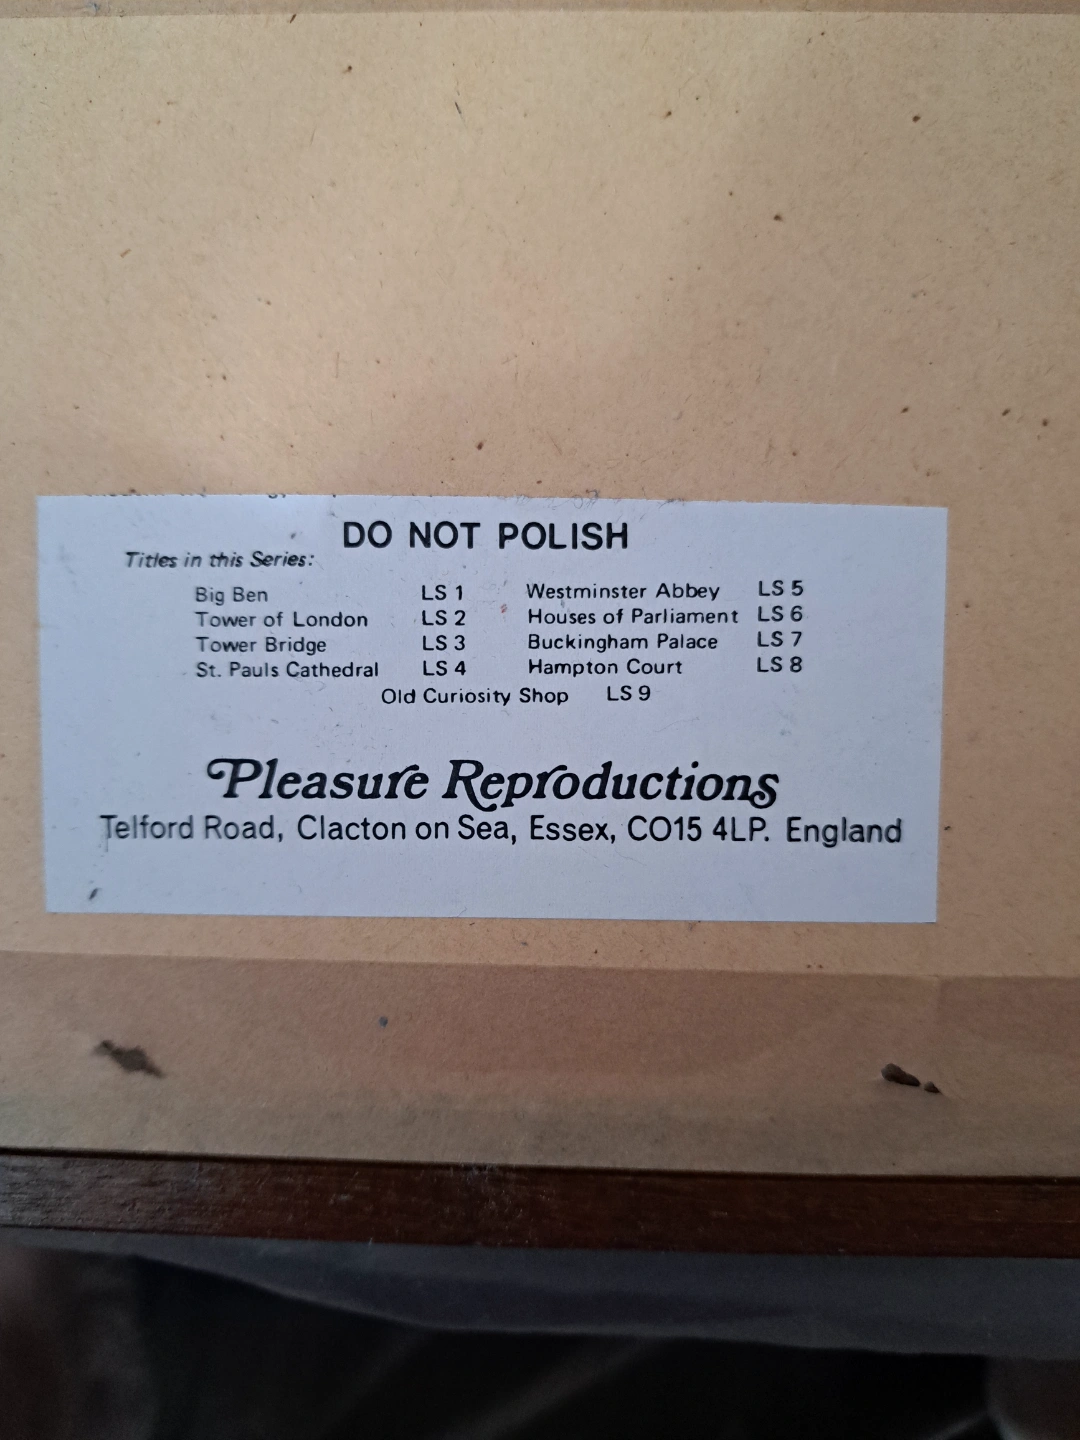 DO NOT POLISH
Titles in this Series:
Big Ben LS 1 Westminster Abbey LS 5
Tower of London LS 2 Houses of Parliament LS 6
Tower Bridge LS 3 Buckingham Palace LS 7
St. Pauls Cathedral LS 4 Hampton Court LS 8
Old Curiosity Shop LS 9
Pleasure Reproductions
Telford Road, Clacton on Sea, Essex, CO15 4LP. England